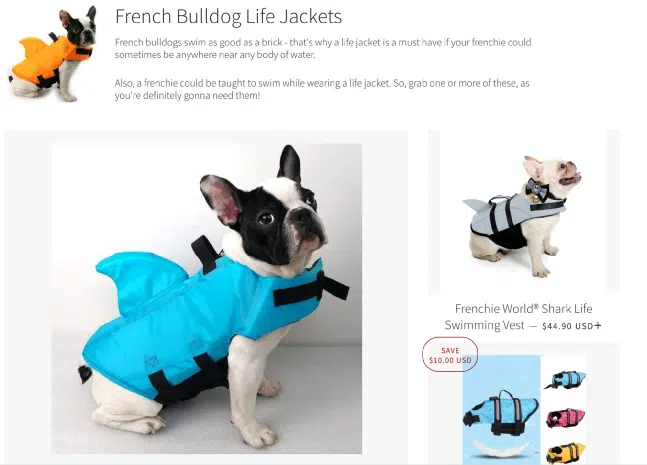 French Bulldog Life Jackets
French bulldogs swim as good as a brick - that's why a life jacket is a must have if your frenchie could
sometimes be anywhere near any body of water.
Also, a frenchie could be taught to swim while wearing a life jacket. So, grab one or more of these, as
you're definitely gonna need them!
Frenchie World® Shark Life
Swimming Vest — $44.90 USD+
SAVE
$10.00 USD